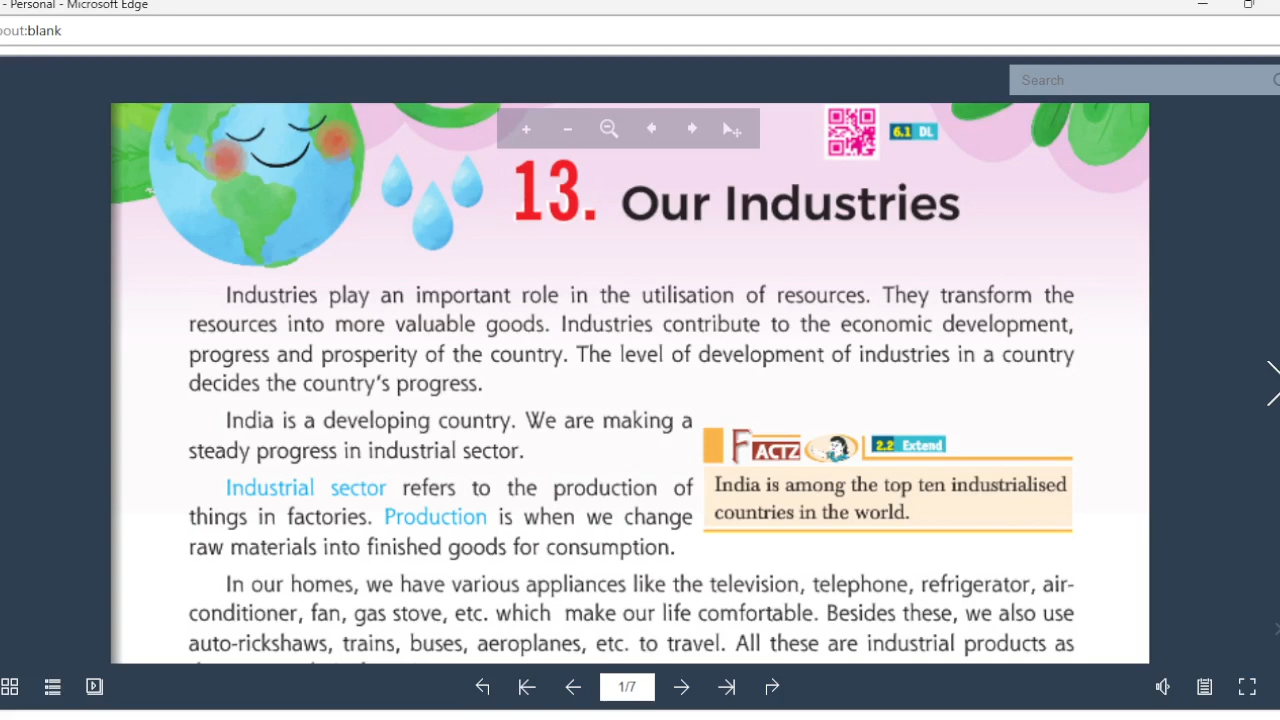 - Personal - Microsoft Edge
out:blank
Search
6.1 DL
13. Our Industries
Industries play an important role in the utilisation of resources. They transform the
resources into more valuable goods. Industries contribute to the economic development,
progress and prosperity of the country. The level of development of industries in a country
decides the country's progress.
India is a developing country. We are making a
steady progress in industrial sector.
Industrial sector refers to the production of
things in factories. Production is when we change
raw materials into finished goods for consumption.
FACTZ 2.2 Extend
India is among the top ten industrialised
countries in the world.
In our homes, we have various appliances like the television, telephone, refrigerator, air-
conditioner, fan, gas stove, etc. which make our life comfortable. Besides these, we also use
auto-rickshaws, trains, buses, aeroplanes, etc. to travel. All these are industrial products as
1/7